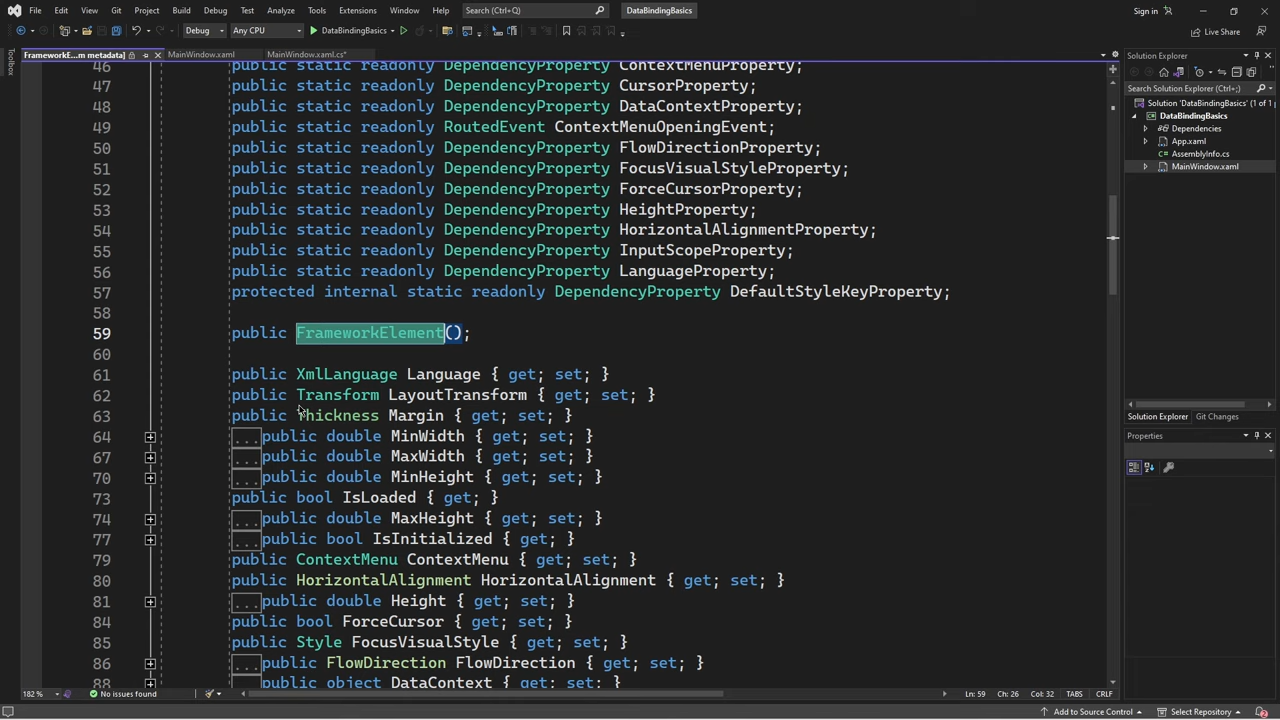 File Edit View Git Project Build Debug Test Analyze Tools Extensions Window Help Search (Ctrl+Q) DataBindingBasics Sign in
Debug Any CPU DataBindingBasics Live Share
Toolbox
FrameworkE...m metadata] MainWindow.xaml MainWindow.xaml.cs*
46 public static readonly DependencyProperty ContextMenuProperty;
47 public static readonly DependencyProperty CursorProperty;
48 public static readonly DependencyProperty DataContextProperty;
49 public static readonly RoutedEvent ContextMenuOpeningEvent;
50 public static readonly DependencyProperty FlowDirectionProperty;
51 public static readonly DependencyProperty FocusVisualStyleProperty;
52 public static readonly DependencyProperty ForceCursorProperty;
53 public static readonly DependencyProperty HeightProperty;
54 public static readonly DependencyProperty HorizontalAlignmentProperty;
55 public static readonly DependencyProperty InputScopeProperty;
56 public static readonly DependencyProperty LanguageProperty;
57 protected internal static readonly DependencyProperty DefaultStyleKeyProperty;
58
59 public FrameworkElement();
60
61 public XmlLanguage Language { get; set; }
62 public Transform LayoutTransform { get; set; }
63 public Thickness Margin { get; set; }
64 ...public double MinWidth { get; set; }
67 ...public double MaxWidth { get; set; }
70 ...public double MinHeight { get; set; }
73 public bool IsLoaded { get; }
74 ...public double MaxHeight { get; set; }
77 ...public bool IsInitialized { get; }
79 public ContextMenu ContextMenu { get; set; }
80 public HorizontalAlignment HorizontalAlignment { get; set; }
81 ...public double Height { get; set; }
84 public bool ForceCursor { get; set; }
85 public Style FocusVisualStyle { get; set; }
86 ...public FlowDirection FlowDirection { get; set; }
88 ...public object DataContext { get; set; }
182 % No issues found Ln: 59 Ch: 26 Col: 32 TABS CRLF
Solution Explorer
Search Solution Explorer (Ctrl+;)
Solution 'DataBindingBasics' (1 of 1 p
DataBindingBasics
Dependencies
App.xaml
AssemblyInfo.cs
MainWindow.xaml
Solution Explorer Git Changes
Properties
Add to Source Control Select Repository 2